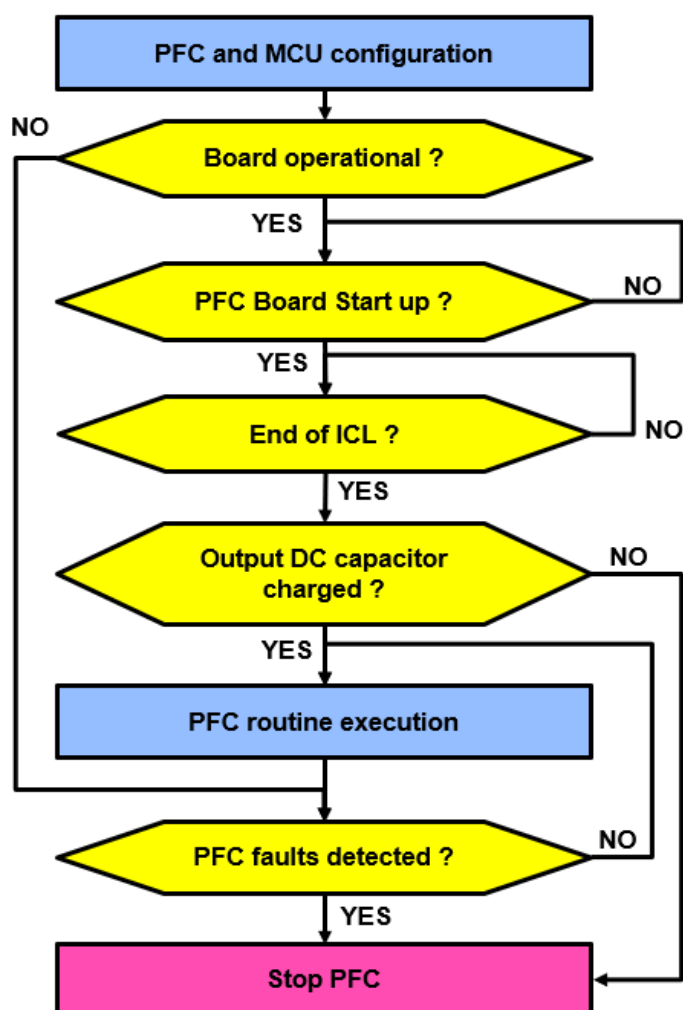 PFC and MCU configuration
NO
Board operational ?
YES
NO
PFC Board Start up ?
YES
End of ICL ?
NO
YES
Output DC capacitor
charged ?
NO
YES
PFC routine execution
NO
PFC faults detected ?
YES
Stop PFC